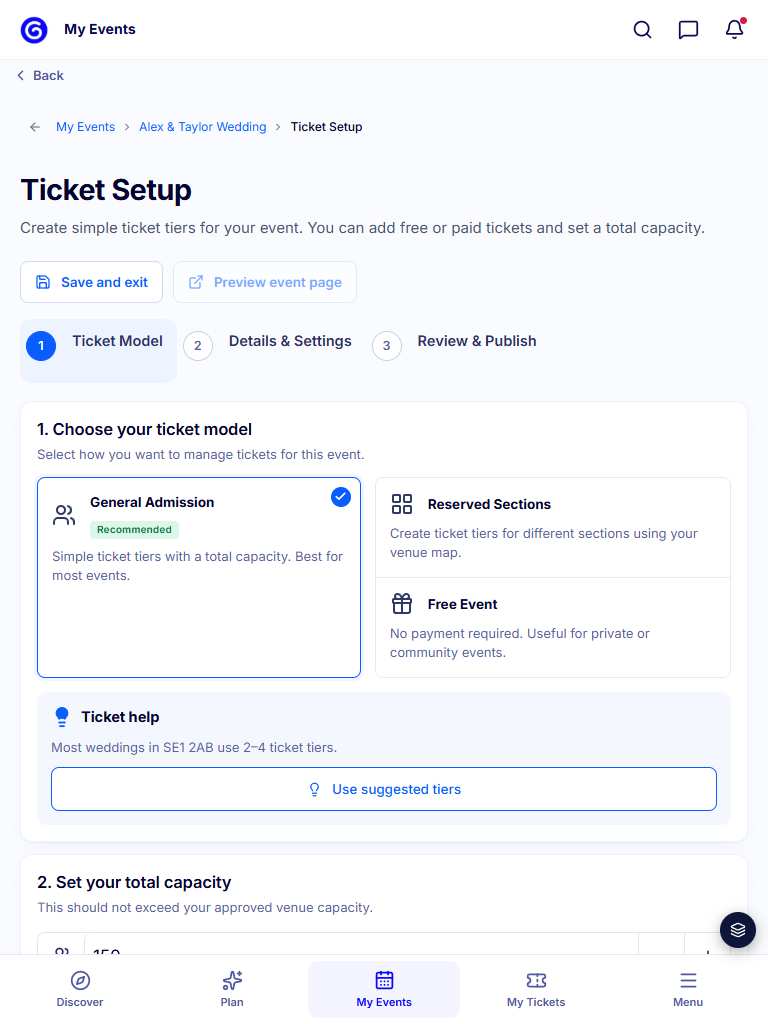 My Events
Back
My Events > Alex & Taylor Wedding > Ticket Setup
Ticket Setup
Create simple ticket tiers for your event. You can add free or paid tickets and set a total capacity.
Save and exit
Preview event page
1 Ticket Model
2 Details & Settings
3 Review & Publish
1. Choose your ticket model
Select how you want to manage tickets for this event.
General Admission
Recommended
Simple ticket tiers with a total capacity. Best for
most events.
Reserved Sections
Create ticket tiers for different sections using your
venue map.
Free Event
No payment required. Useful for private or
community events.
Ticket help
Most weddings in SE1 2AB use 2–4 ticket tiers.
Use suggested tiers
2. Set your total capacity
This should not exceed your approved venue capacity.
150
Discover
Plan
My Events
My Tickets
Menu